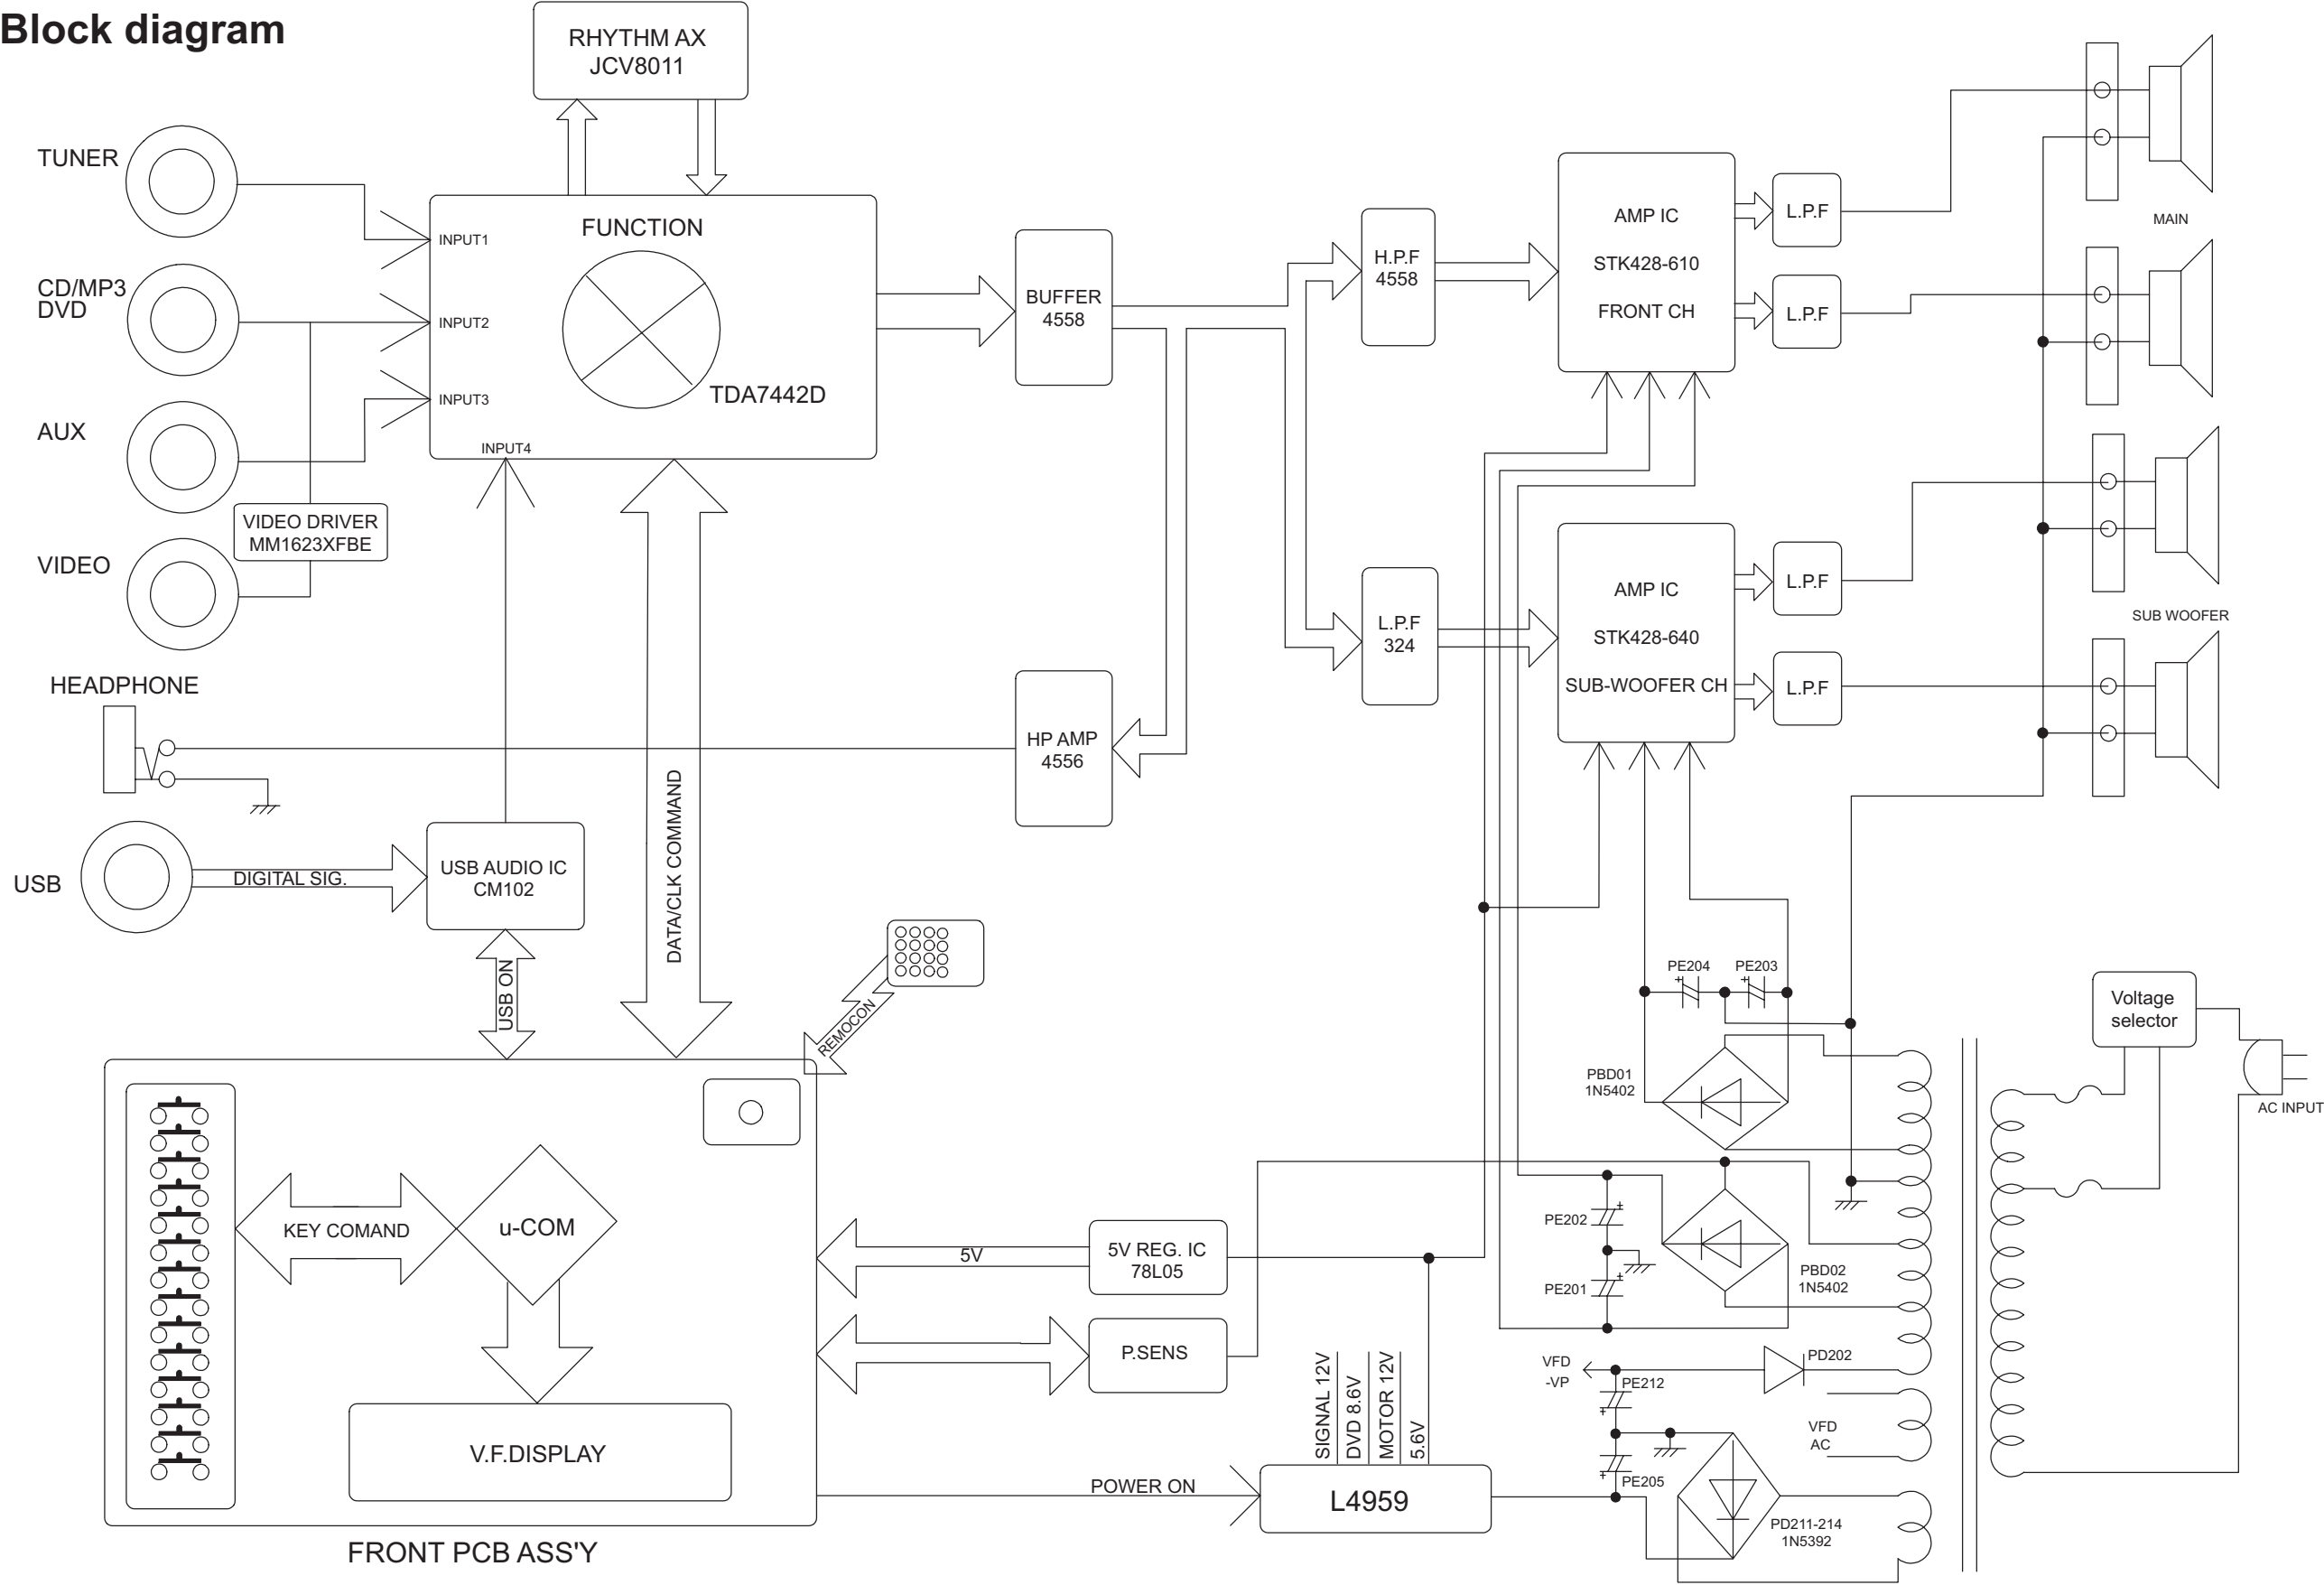 Block diagram
RHYTHM AX
JCV8011
TUNER
CD/MP3
DVD
AUX
VIDEO
VIDEO DRIVER
MM1623XFBE
INPUT1
INPUT2
INPUT3
INPUT4
FUNCTION
TDA7442D
BUFFER
4558
H.P.F
4558
L.P.F
324
AMP IC
STK428-610
FRONT CH
L.P.F
L.P.F
MAIN
AMP IC
STK428-640
SUB-WOOFER CH
L.P.F
L.P.F
SUB WOOFER
HEADPHONE
HP AMP
4556
USB
DIGITAL SIG.
USB AUDIO IC
CM102
USB ON
DATA/CLK COMMAND
REMOCON
KEY COMAND
u-COM
V.F.DISPLAY
FRONT PCB ASS'Y
5V
5V REG. IC
78L05
P.SENS
POWER ON
L4959
SIGNAL 12V
DVD 8.6V
MOTOR 12V
5.6V
PE204
PE203
PBD01
1N5402
PE202
PE201
PBD02
1N5402
VFD
-VP
PD202
PE212
PE205
VFD
AC
PD211-214
1N5392
Voltage
selector
AC INPUT